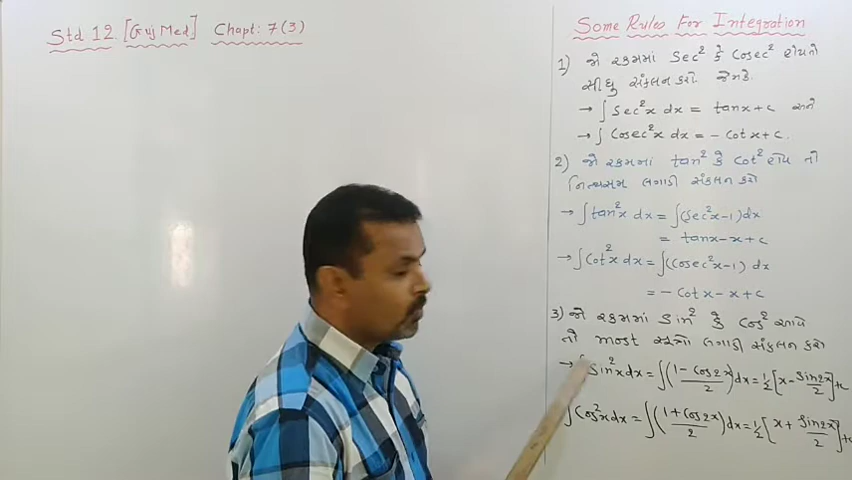 Std 12 [Guj Med] Chapt: 7(3)
Some Rules For Integration
1) જો રકમમાં Sec² કે Cosec² હોય તો
સીધુ સંકલન કરો. જેમકે.
→ ∫ Sec²x dx = tanx + c અને
→ ∫ Cosec²x dx = - Cotx + c.
2) જો રકમમાં tan² કે Cot² હોય તો
નિત્યસમ લગાડી સંકલન કરો
→ ∫ tan²x dx = ∫(Sec²x-1)dx
= tanx-x+c
→ ∫ Cot²x dx = ∫(Cosec²x-1) dx
= - Cotx - x + c
3) જો રકમમાં Sin² કે Cos² આવે
તો most સૂત્રો લગાડી સંકલન કરો
→ ∫ Sin²x dx = ∫(1-Cos2x/2)dx = 1/2[x - Sin2x/2]+c
∫ Cos²x dx = ∫(1+Cos2x/2)dx = 1/2[x + Sin2x/2]+c